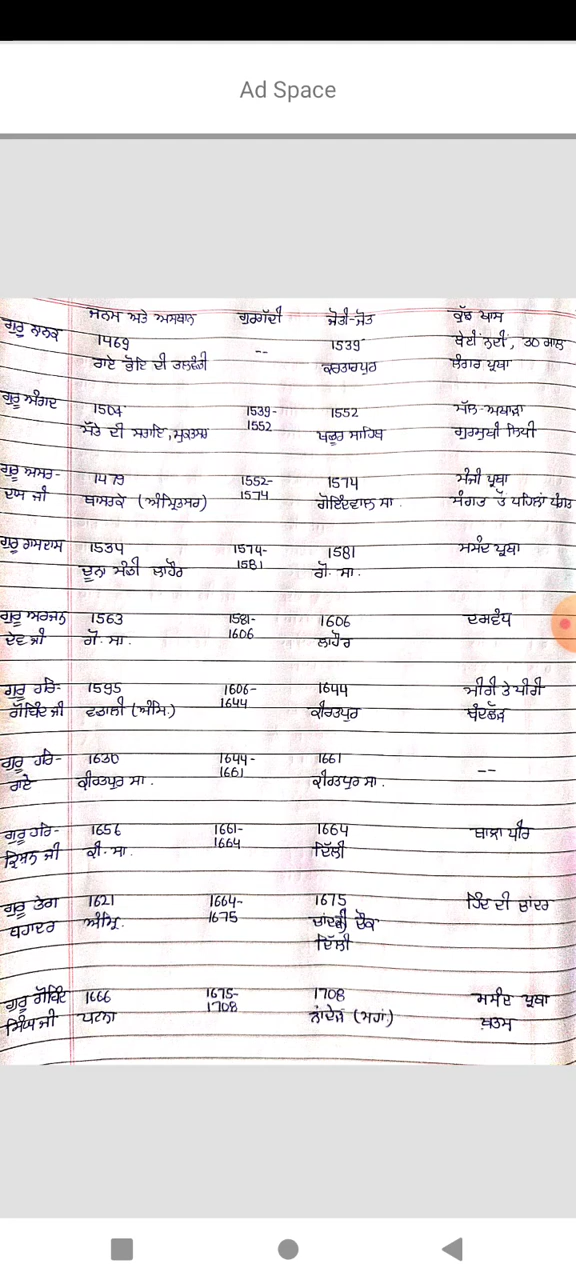 Ad Space
ਜਨਮ ਅਤੇ ਅਸਥਾਨ ਗੁਰਗੱਦੀ ਜੋਤੀ-ਜੋਤ ਕੁੱਝ ਖਾਸ
ਗੁਰੂ ਨਾਨਕ 1469 -- 1539 ਬੇਈਂ ਨਦੀ, 30 ਸਾਲ
ਰਾਏ ਭੋਇ ਦੀ ਤਲਵੰਡੀ ਕਰਤਾਰਪੁਰ ਲੰਗਰ ਪ੍ਰਥਾ
ਗੁਰੂ ਅੰਗਦ 1504 1539- 1552 ਮੱਲ-ਅਖਾੜਾ
ਮੱਤੇ ਦੀ ਸਰਾਇ, ਮੁਕਤਸਰ 1552 ਖਡੂਰ ਸਾਹਿਬ ਗੁਰਮੁਖੀ ਲਿਪੀ
ਗੁਰੂ ਅਮਰ- 1479 1552- 1574 ਮੰਜੀ ਪ੍ਰਥਾ
ਦਾਸ ਜੀ ਬਾਸਰਕੇ (ਅੰਮ੍ਰਿਤਸਰ) 1574 ਗੋਇੰਦਵਾਲ ਸਾ. ਸੰਗਤ ਤੋਂ ਪਹਿਲਾਂ ਪੰਗਤ
ਗੁਰੂ ਰਾਮਦਾਸ 1534 1574- 1581 ਮਸੰਦ ਪ੍ਰਥਾ
ਚੂਨਾ ਮੰਡੀ ਲਾਹੌਰ 1581 ਗੋ. ਸਾ.
ਗੁਰੂ ਅਰਜਨ 1563 1581- 1606 ਦਸਵੰਧ
ਦੇਵ ਜੀ ਗੋ. ਸਾ. 1606 ਲਾਹੌਰ
ਗੁਰੂ ਹਰਿ- 1595 1606- 1644 ਮੀਰੀ ਤੇ ਪੀਰੀ
ਗੋਬਿੰਦ ਜੀ ਵਡਾਲੀ (ਅੰਮ੍ਰਿ.) 1644 ਕੀਰਤਪੁਰ ਬੰਦੀਛੋੜ
ਗੁਰੂ ਹਰਿ- 1630 1644- 1661 --
ਰਾਏ ਕੀਰਤਪੁਰ ਸਾ. 1661 ਕੀਰਤਪੁਰ ਸਾ.
ਗੁਰੂ ਹਰਿ- 1656 1661- 1664 ਬਾਲਾ ਪੀਰ
ਕ੍ਰਿਸ਼ਨ ਜੀ ਕੀ. ਸਾ. 1664 ਦਿੱਲੀ
ਗੁਰੂ ਤੇਗ 1621 1664- 1675 ਹਿੰਦ ਦੀ ਚਾਦਰ
ਬਹਾਦਰ ਅੰਮ੍ਰਿ. 1675 ਚਾਂਦਨੀ ਚੌਕ
ਦਿੱਲੀ
ਗੁਰੂ ਗੋਬਿੰਦ 1666 1675- 1708 ਮਸੰਦ ਪ੍ਰਥਾ
ਸਿੰਘ ਜੀ ਪਟਨਾ 1708 ਨਾਂਦੇੜ (ਮਹਾਂ.) ਖ਼ਤਮ